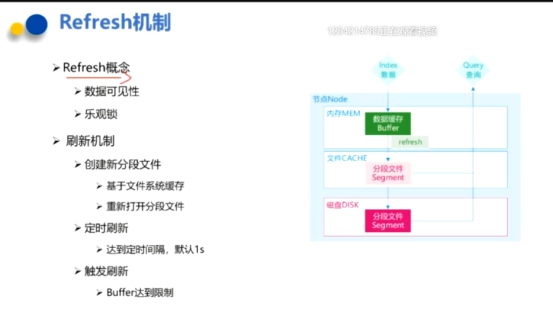 Refresh机制
Refresh概念
数据可见性
乐观锁
刷新机制
创建新分段文件
基于文件系统缓存
重新打开分段文件
定时刷新
达到定时间隔，默认1s
触发刷新
Buffer达到限制
Index
数据
Query
查询
节点Node
内存MEM
数据缓存
Buffer
refresh
文件CACHE
分段文件
Segment
磁盘DISK
分段文件
Segment